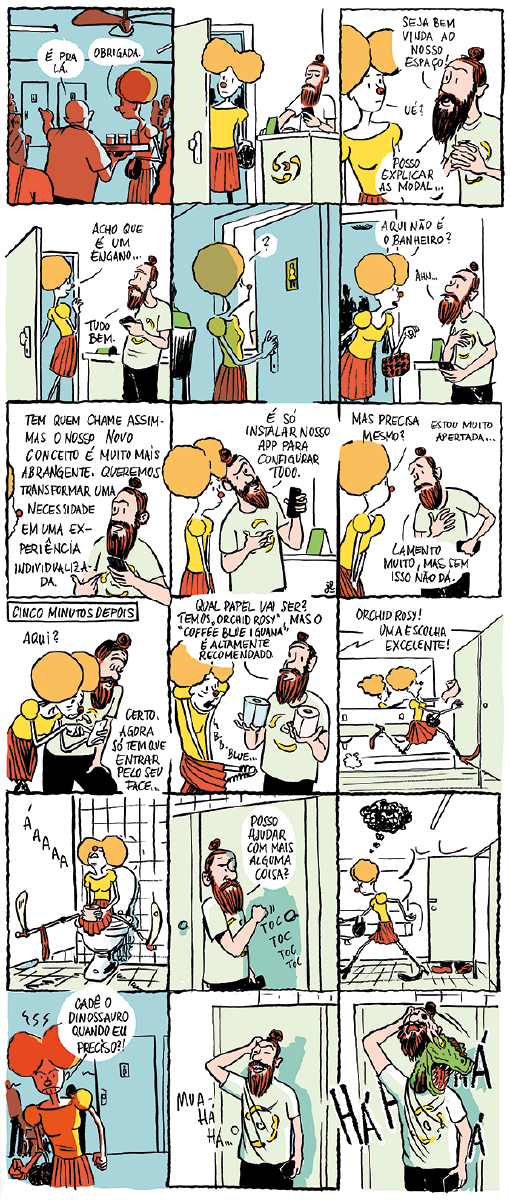 É PRA
LÁ.
OBRIGADA.
SEJA BEM
VINDA AO
NOSSO
ESPAÇO!
UÉ?
POSSO
EXPLICAR
AS MODAL...
ACHO QUE
É UM
ENGANO...
TUDO
BEM.
?
AQUI NÃO É
O BANHEIRO?
AHN...
TEM QUEM CHAME ASSIM-
MAS O NOSSO NOVO
CONCEITO É MUITO MAIS
ABRANGENTE. QUEREMOS
TRANSFORMAR UMA
NECESSIDADE
EM UMA EX-
PERIÊNCIA
INDIVIDUALIZA-
DA.
É SÓ
INSTALAR NOSSO
APP PARA
CONFIGURAR
TUDO.
MAS PRECISA
MESMO?
ESTOU MUITO
APERTADA...
LAMENTO
MUITO, MAS SEM
ISSO NÃO DÁ.
CINCO MINUTOS DEPOIS
AQUI?
CERTO.
AGORA
SÓ TEM QUE
ENTRAR
PELO SEU
FACE...
QUAL PAPEL VAI SER?
TEMOS "ORCHID ROSY", MAS O
"COFFEE BLUE IGUANA",
É ALTAMENTE
RECOMENDADO.
B-
B-
BLUE...
ORCHID ROSY!
UMA ESCOLHA
EXCELENTE!
Á
A
A
A
A
POSSO
AJUDAR
COM MAIS
ALGUMA
COISA?
TOC
TOC
TOC
TOC
CADÊ O
DINOSSAURO
QUANDO EU
PRECISO?!
MUA-
HÁ
HÁ...
HÁ
HÁ
HÁ